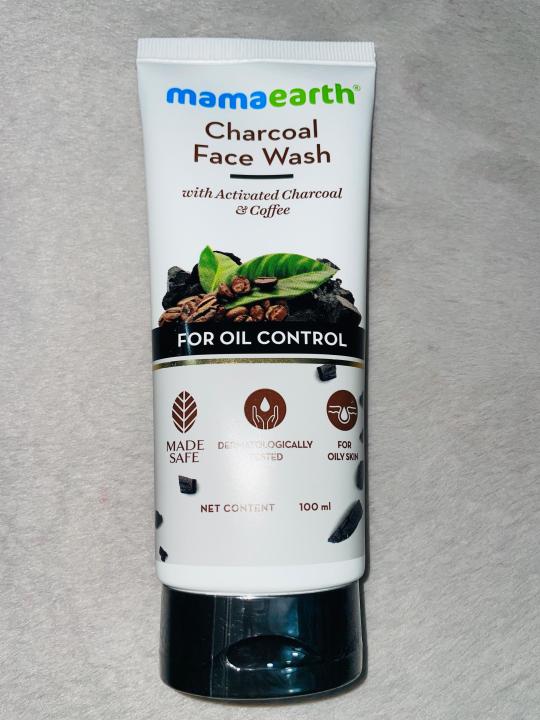 mamaearth®
Charcoal
Face Wash
with Activated Charcoal
& Coffee
FOR OIL CONTROL
MADE
SAFE
DERMATOLOGICALLY
TESTED
FOR
OILY SKIN
NET CONTENT 100 ml